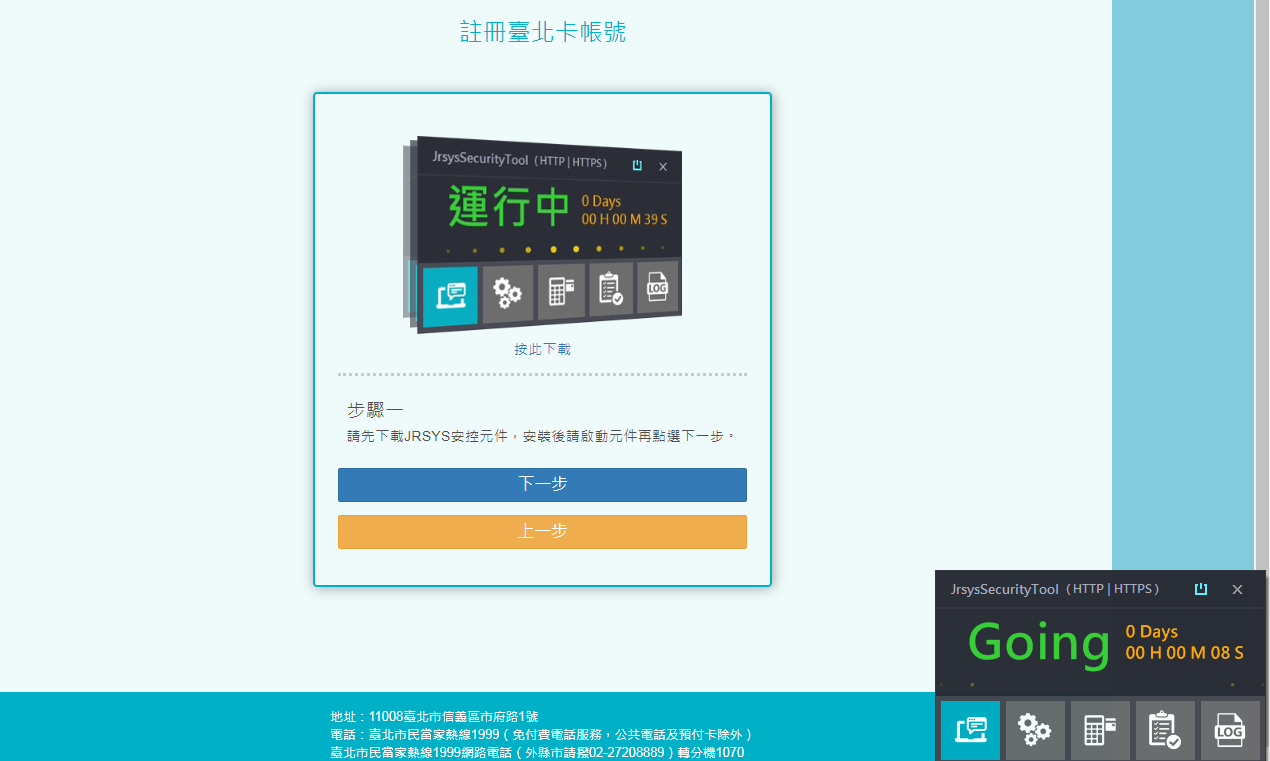 註冊臺北卡帳號
JrsysSecurityTool ( HTTP | HTTPS )
運行中
0 Days
00 H 00 M 39 S
LOG
按此下載
步驟一
請先下載JRSYS安控元件，安裝後請啟動元件再點選下一步。
下一步
上一步
JrsysSecurityTool ( HTTP | HTTPS )
Going
0 Days
00 H 00 M 08 S
LOG
地址：11008臺北市信義區市府路1號
電話：臺北市民當家熱線1999（免付費電話服務，公共電話及預付卡除外）
臺北市民當家熱線1999網路電話（外縣市請撥02-27208889）轉分機1070